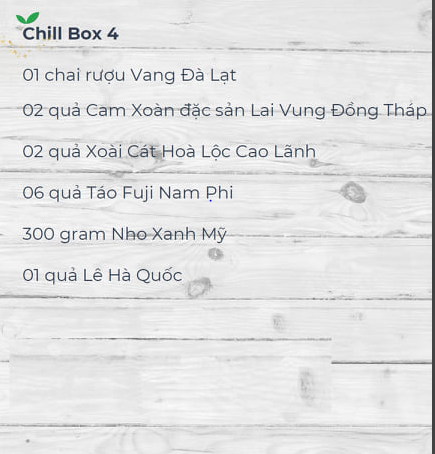 Chill Box 4
01 chai rượu Vang Đà Lạt
02 quả Cam Xoàn đặc sản Lai Vung Đồng Tháp
02 quả Xoài Cát Hoà Lộc Cao Lãnh
06 quả Táo Fuji Nam Phi
300 gram Nho Xanh Mỹ
01 quả Lê Hà Quốc